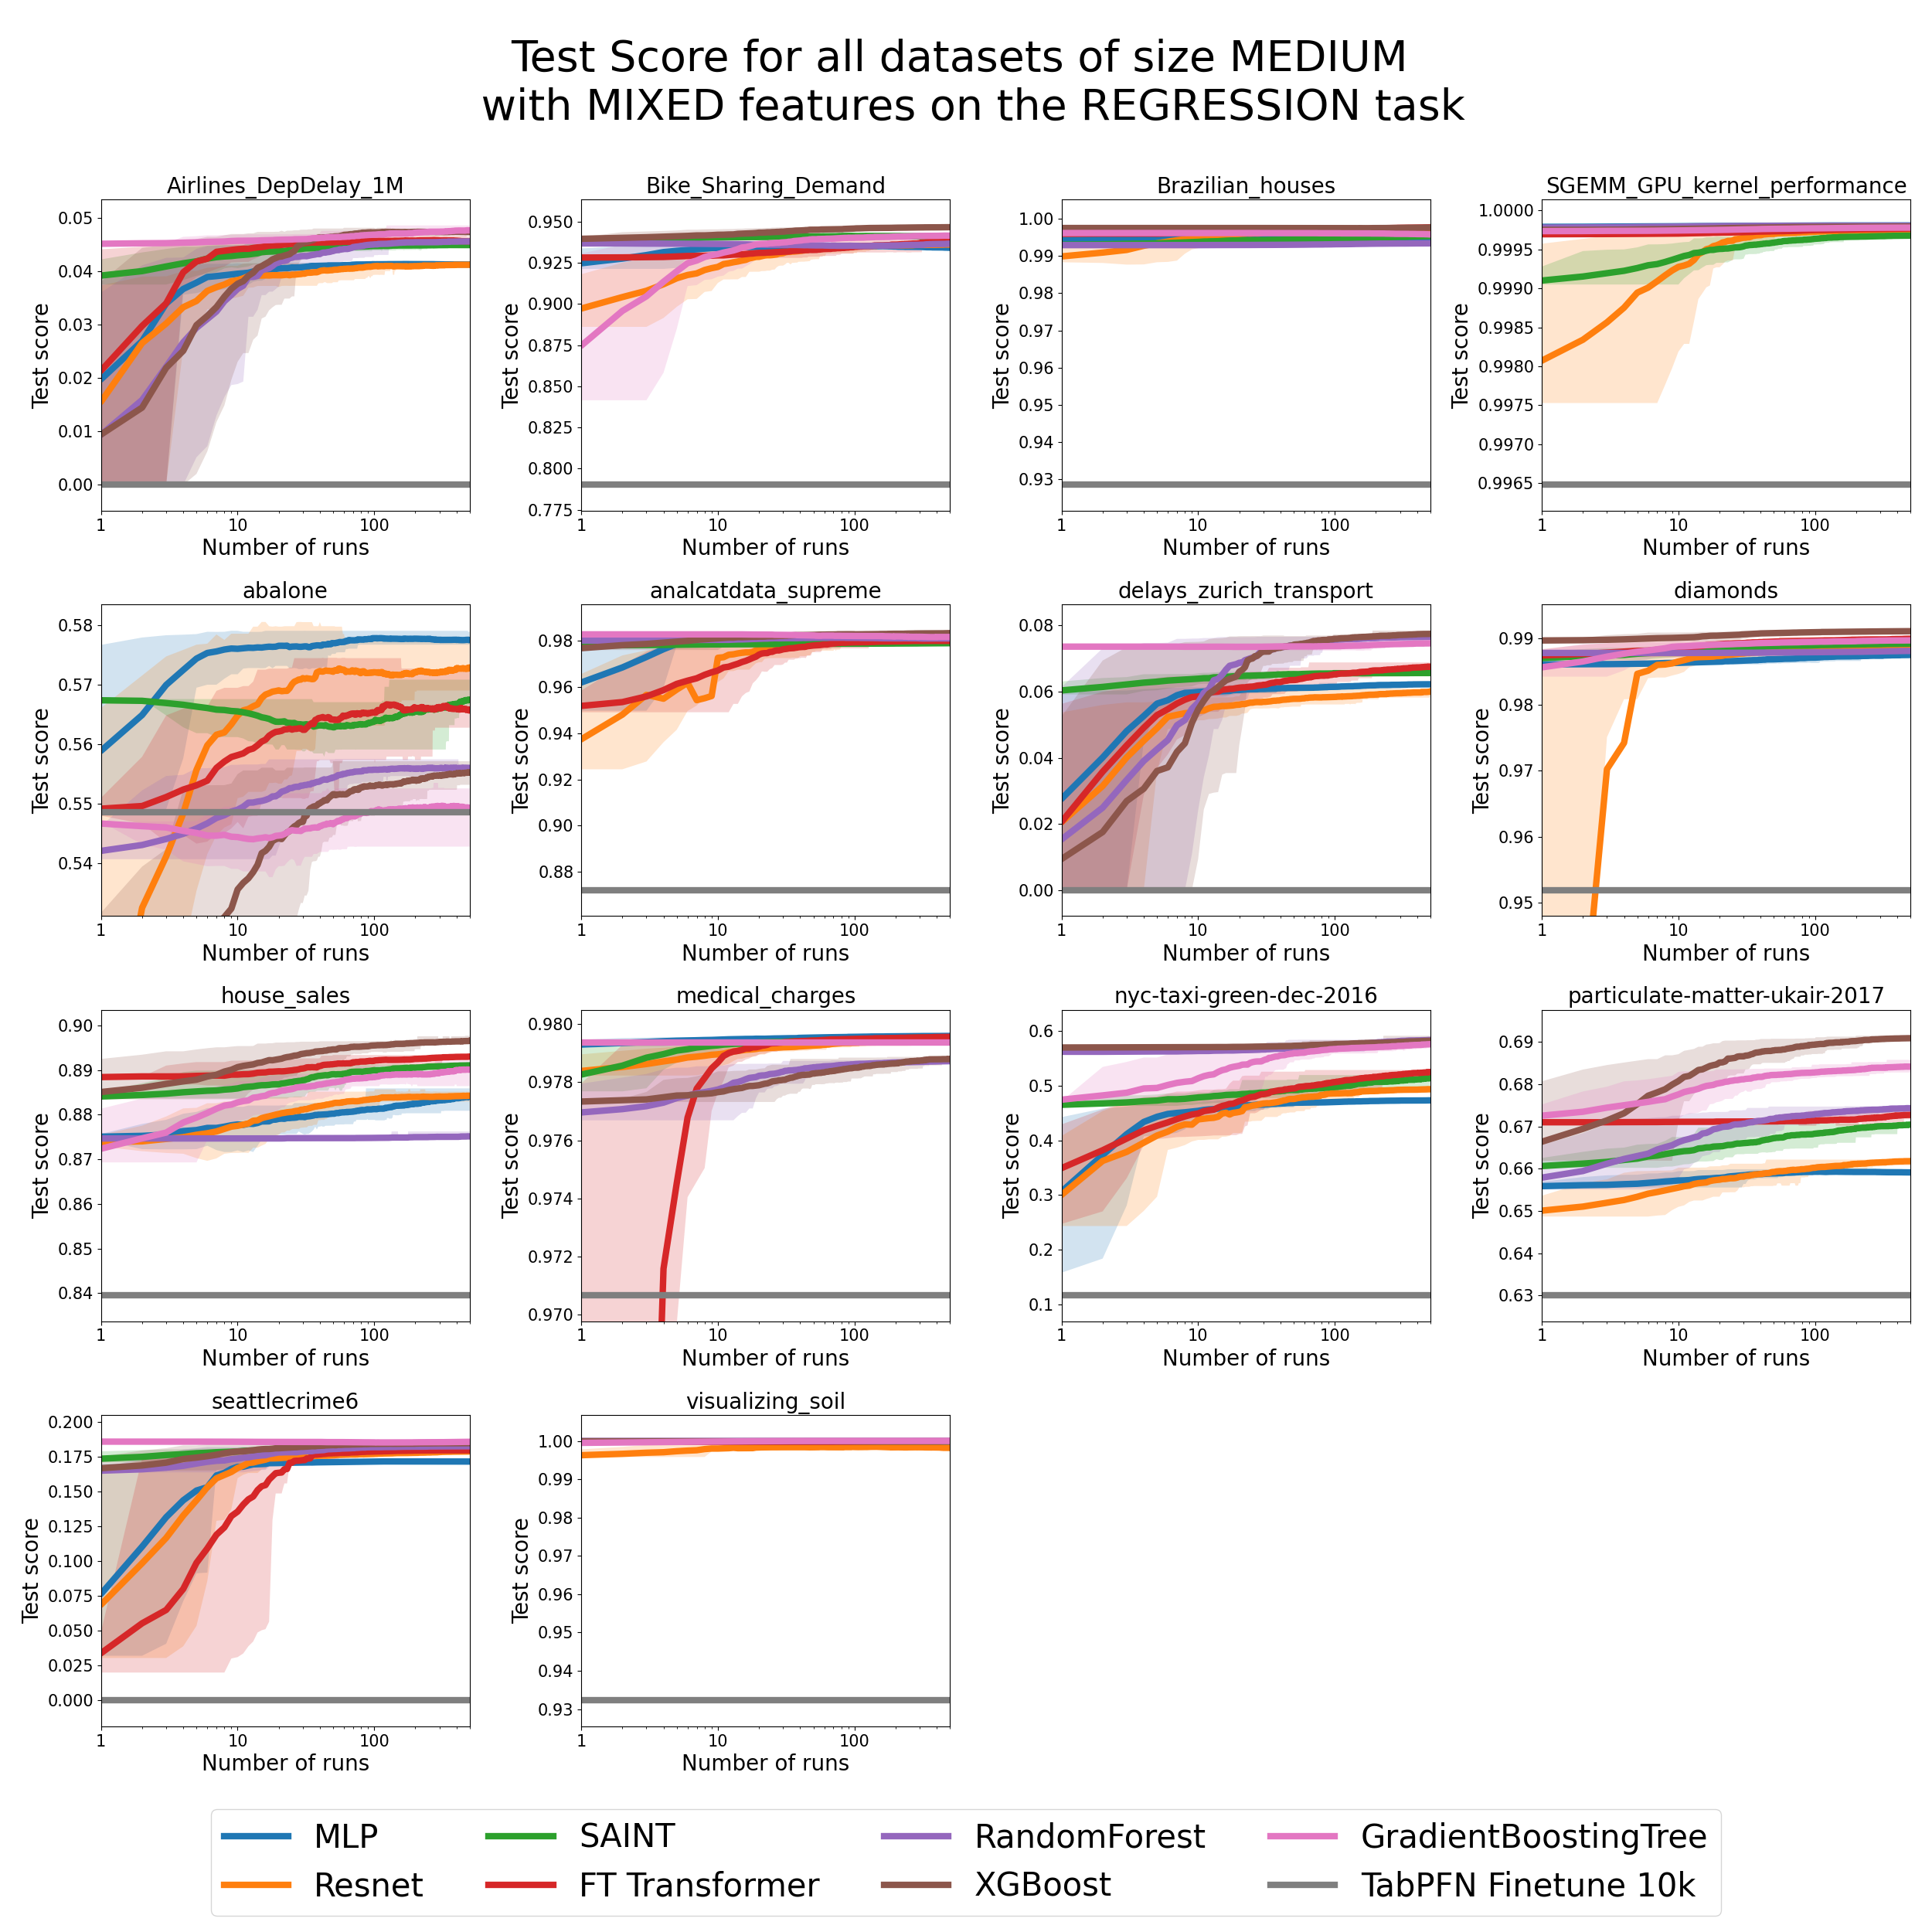 Test Score for all datasets of size MEDIUM
with MIXED features on the REGRESSION task
Airlines_DepDelay_1M
Test score
0.05
0.04
0.03
0.02
0.01
0.00
1 10 100
Number of runs
Bike_Sharing_Demand
Test score
0.950
0.925
0.900
0.875
0.850
0.825
0.800
0.775
1 10 100
Number of runs
Brazilian_houses
Test score
1.00
0.99
0.98
0.97
0.96
0.95
0.94
0.93
1 10 100
Number of runs
SGEMM_GPU_kernel_performance
Test score
1.0000
0.9995
0.9990
0.9985
0.9980
0.9975
0.9970
0.9965
1 10 100
Number of runs
abalone
Test score
0.58
0.57
0.56
0.55
0.54
1 10 100
Number of runs
analcatdata_supreme
Test score
0.98
0.96
0.94
0.92
0.90
0.88
1 10 100
Number of runs
delays_zurich_transport
Test score
0.08
0.06
0.04
0.02
0.00
1 10 100
Number of runs
diamonds
Test score
0.99
0.98
0.97
0.96
0.95
1 10 100
Number of runs
house_sales
Test score
0.90
0.89
0.88
0.87
0.86
0.85
0.84
1 10 100
Number of runs
medical_charges
Test score
0.980
0.978
0.976
0.974
0.972
0.970
1 10 100
Number of runs
nyc-taxi-green-dec-2016
Test score
0.6
0.5
0.4
0.3
0.2
0.1
1 10 100
Number of runs
particulate-matter-ukair-2017
Test score
0.69
0.68
0.67
0.66
0.65
0.64
0.63
1 10 100
Number of runs
seattlecrime6
Test score
0.200
0.175
0.150
0.125
0.100
0.075
0.050
0.025
0.000
1 10 100
Number of runs
visualizing_soil
Test score
1.00
0.99
0.98
0.97
0.96
0.95
0.94
0.93
1 10 100
Number of runs
MLP SAINT RandomForest GradientBoostingTree
Resnet FT Transformer XGBoost TabPFN Finetune 10k